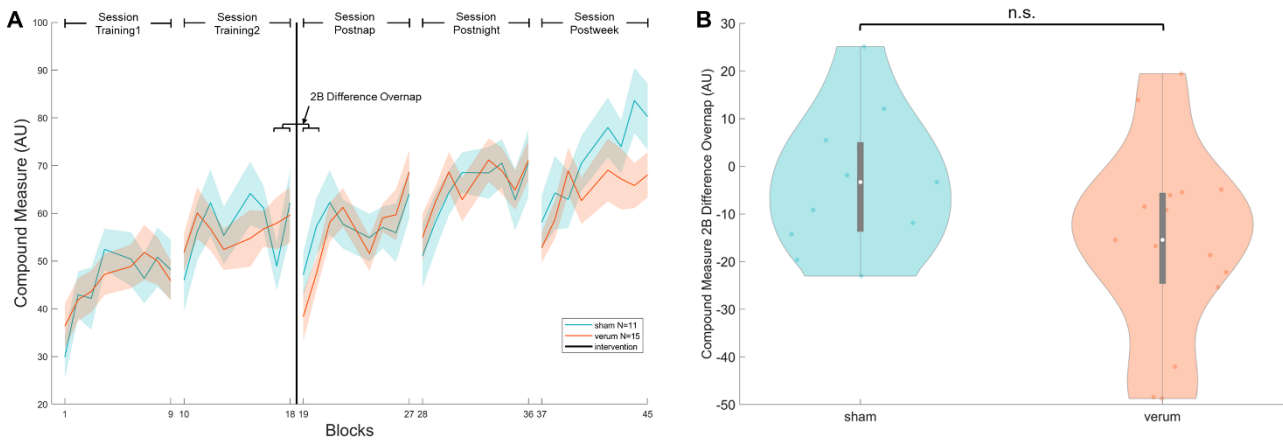 A
Session
Training1
Session
Training2
Session
Postnap
Session
Postnight
Session
Postweek
2B Difference Overnap
Compound Measure (AU)
100
90
80
70
60
50
40
30
20
1
9
10
18
19
27
28
36
37
45
Blocks
sham N=11
verum N=15
intervention
B
n.s.
Compound Measure 2B Difference Overnap (AU)
30
20
10
0
-10
-20
-30
-40
-50
sham
verum